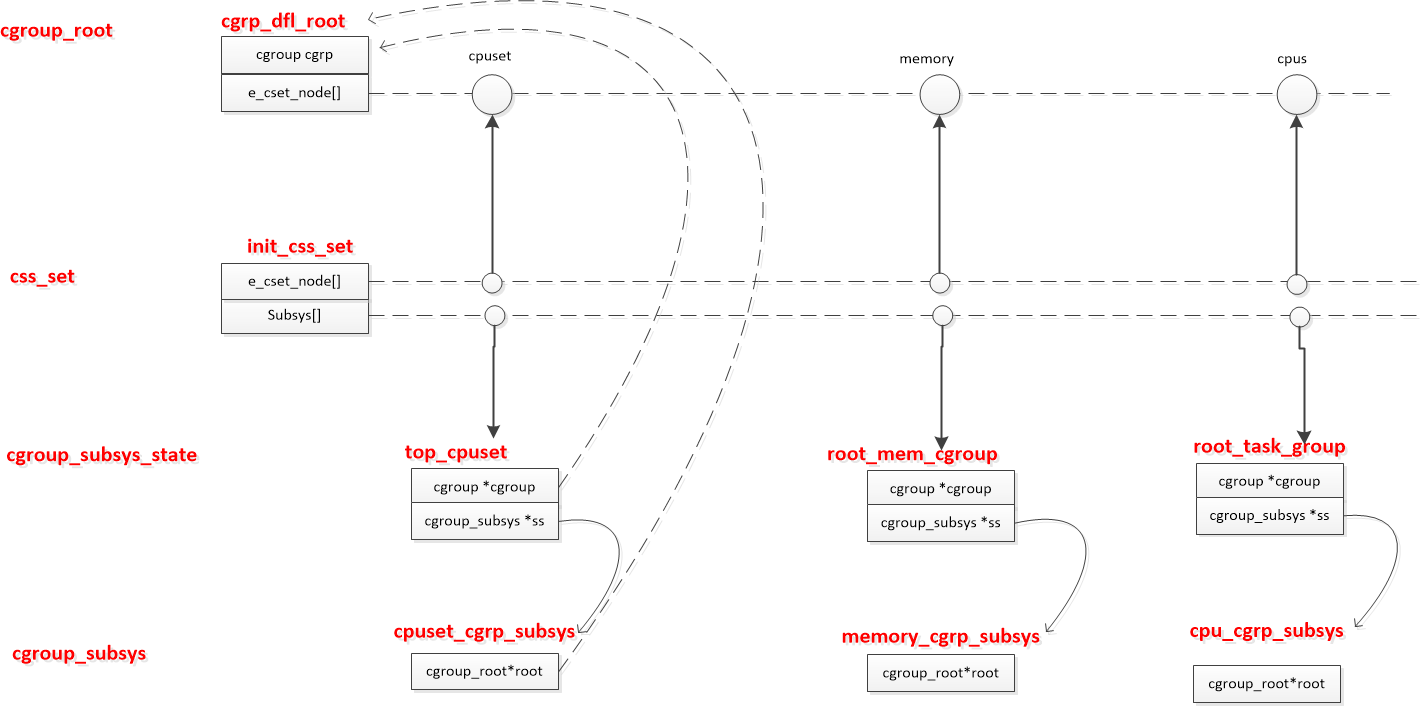 cgroup_root
cgrp_dfl_root
cgroup cgrp
e_cset_node[]
cpuset
memory
cpus
css_set
init_css_set
e_cset_node[]
Subsys[]
cgroup_subsys_state
top_cpuset
cgroup *cgroup
cgroup_subsys *ss
root_mem_cgroup
cgroup *cgroup
cgroup_subsys *ss
root_task_group
cgroup *cgroup
cgroup_subsys *ss
cgroup_subsys
cpuset_cgrp_subsys
cgroup_root*root
memory_cgrp_subsys
cgroup_root*root
cpu_cgrp_subsys
cgroup_root*root